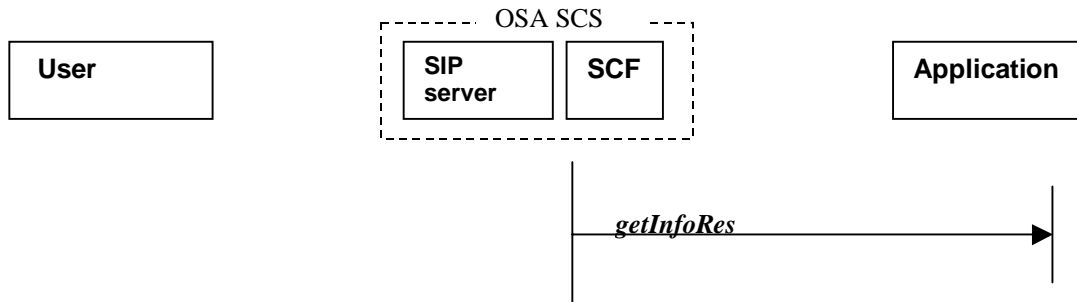 OSA SCS
User
SIP
server
SCF
Application
getInfoRes